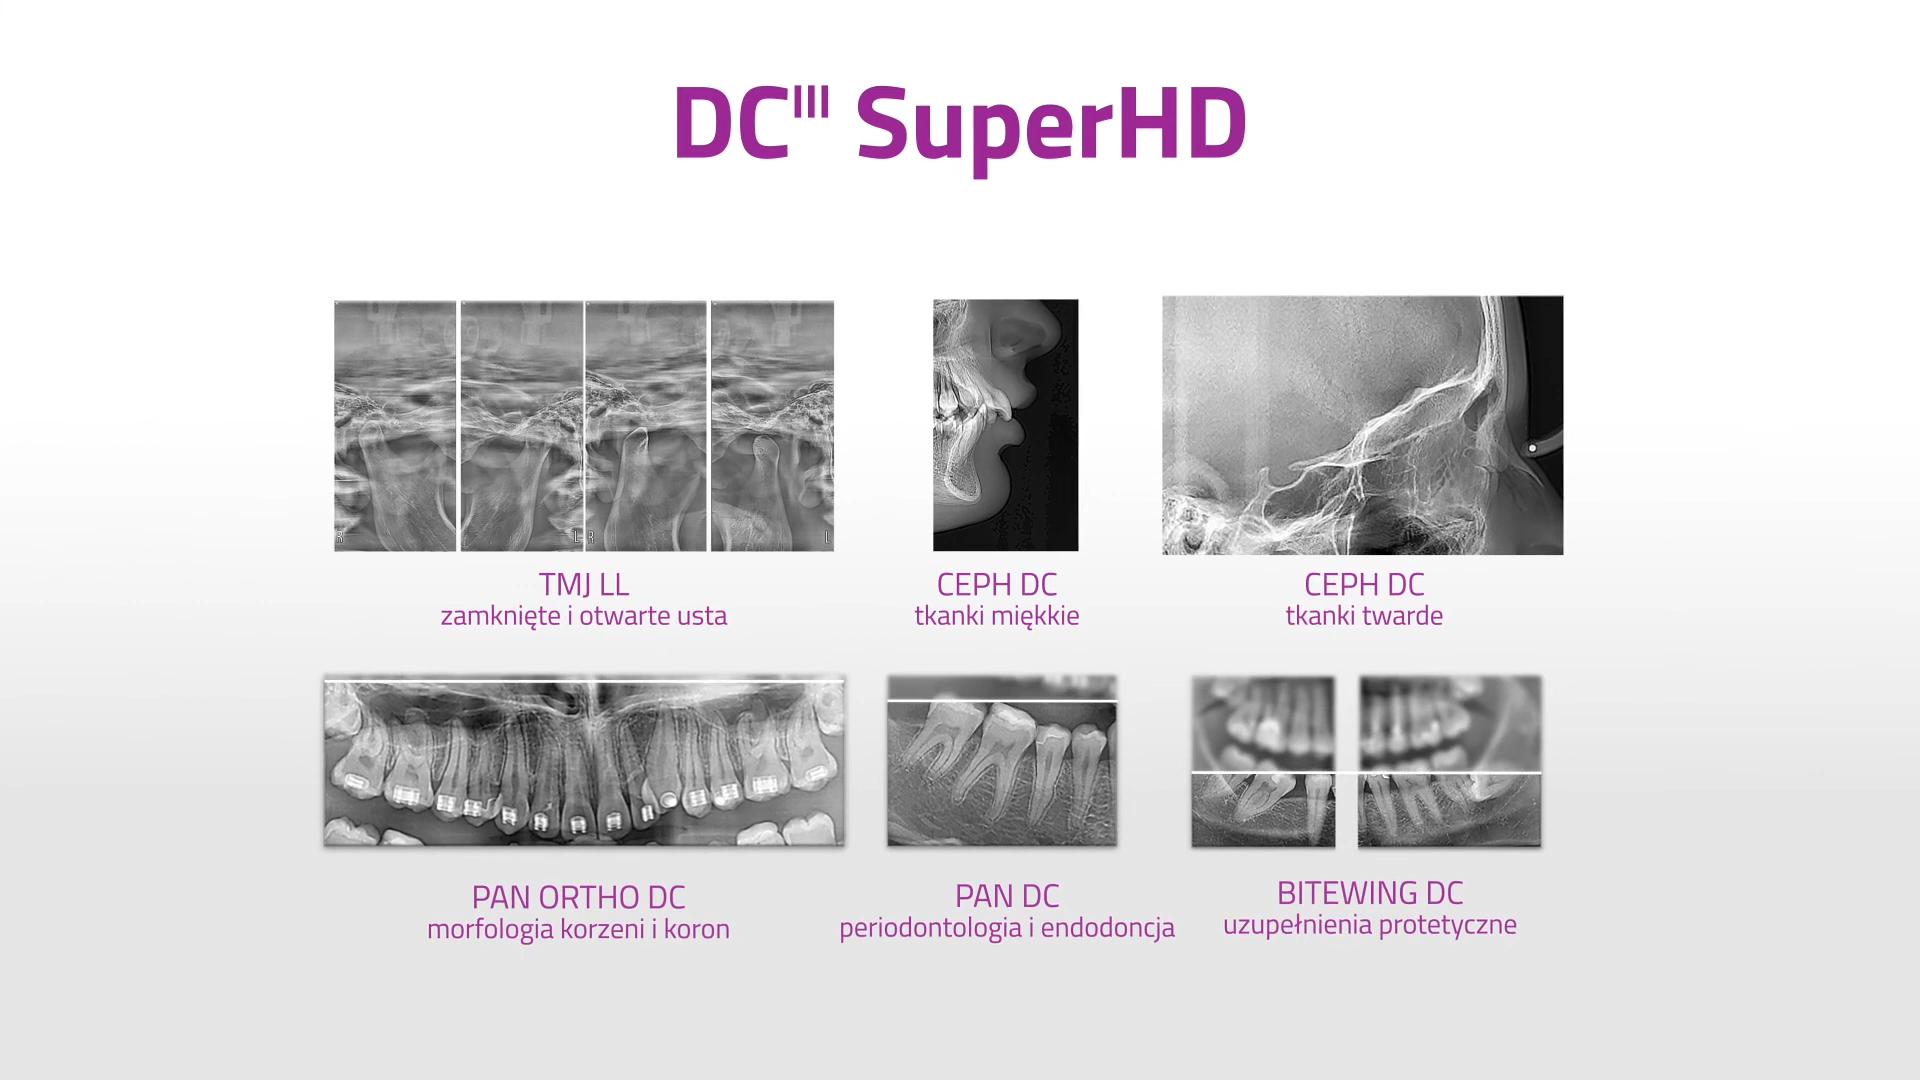 DC||| SuperHD
R
L
R
L
TMJ LL
zamknięte i otwarte usta
CEPH DC
tkanki miękkie
CEPH DC
tkanki twarde
PAN ORTHO DC
morfologia korzeni i koron
PAN DC
periodontologia i endodoncja
BITEWING DC
uzupełnienia protetyczne